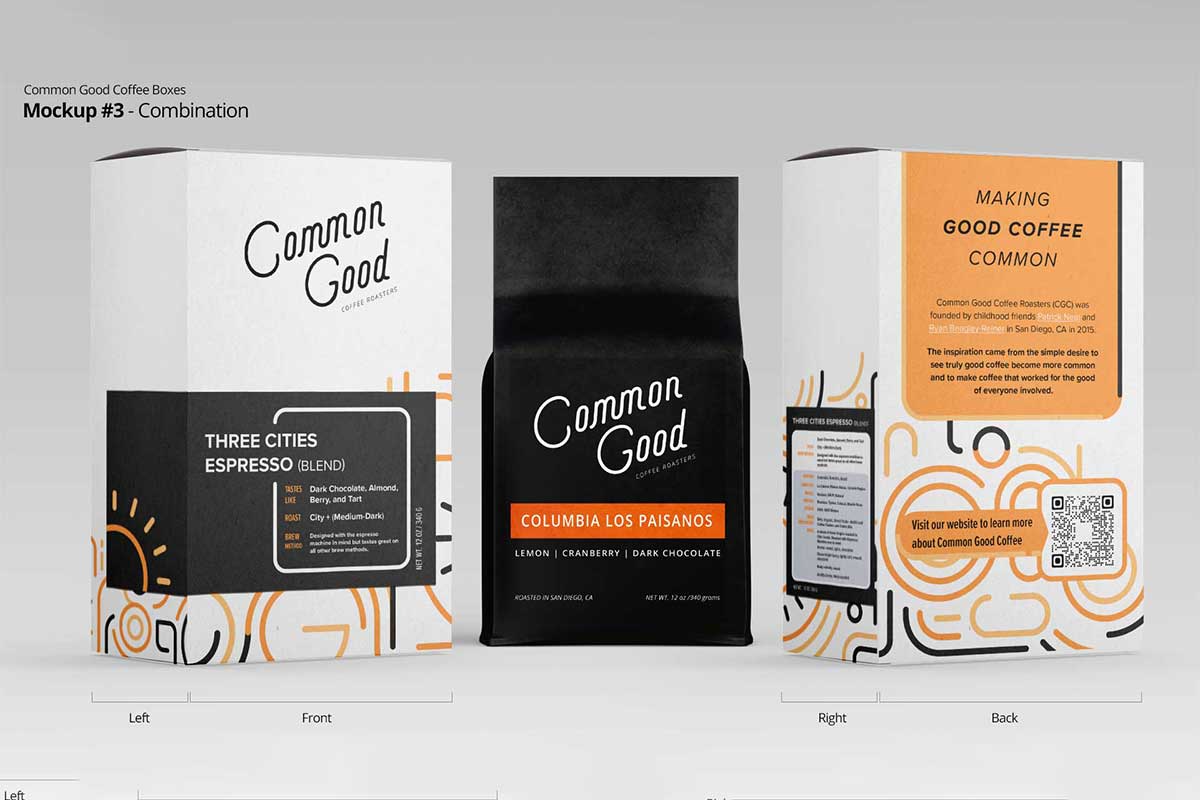 Common Good Coffee Boxes
Mockup #3 - Combination
Common
Good
COFFEE ROASTERS
THREE CITIES
ESPRESSO (BLEND)
TASTES LIKE
Dark Chocolate, Almond,
Berry, and Tart
ROAST
City + (Medium-Dark)
BREW METHOD
Designed with the espresso
machine in mind but tastes great on
all other brew methods.
NET WT. 12 OZ / 340 G
Common
Good
COFFEE ROASTERS
COLUMBIA LOS PAISANOS
LEMON | CRANBERRY | DARK CHOCOLATE
ROASTED IN SAN DIEGO, CA
NET WT. 12 oz /340 grams
THREE CITIES ESPRESSO (BLEND)
MAKING
GOOD COFFEE
COMMON
Common Good Coffee Roasters (CGC) was
founded by childhood friends Patrick and
Ryan Beagley-Reiner in San Diego, CA in 2015.
The inspiration came from the simple desire to
see truly good coffee become more common
and to make coffee that worked for the good
of everyone involved.
Visit our website to learn more
about Common Good Coffee
Left
Front
Right
Back
Left